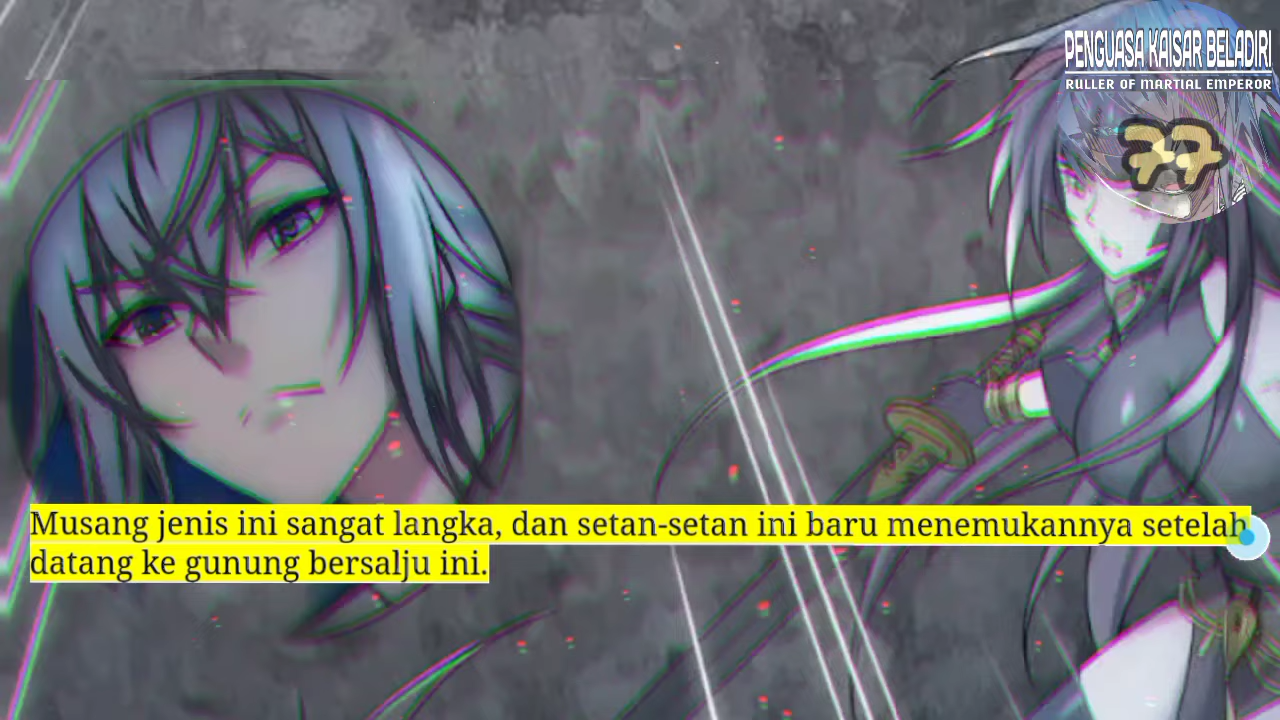 PENGUASA KAISAR BELADIRI
RULLER OF MARTIAL EMPEROR
77
Musang jenis ini sangat langka, dan setan-setan ini baru menemukannya setelah
datang ke gunung bersalju ini.